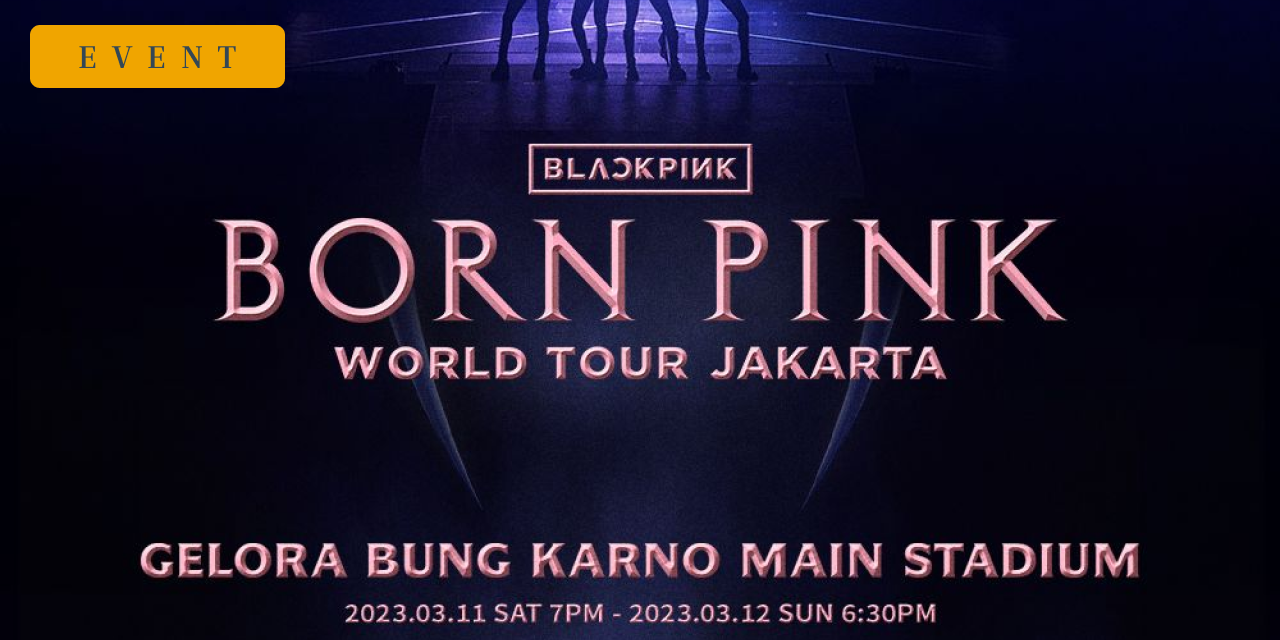 EVENT
BLACKPINK
BORN PINK
WORLD TOUR JAKARTA
GELORA BUNG KARNO MAIN STADIUM
2023.03.11 SAT 7PM - 2023.03.12 SUN 6:30PM